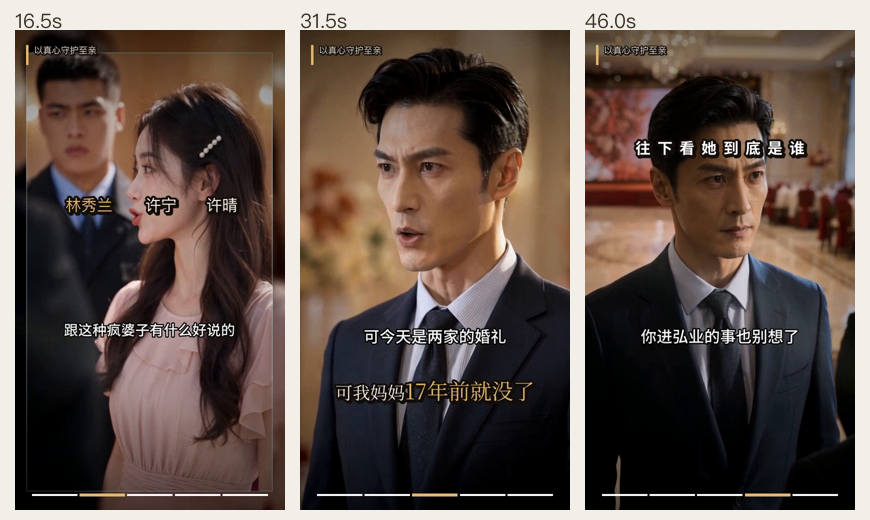 16.5s
以真心守护至亲
林秀兰 许宁 许晴
跟这种疯婆子有什么好说的
31.5s
以真心守护至亲
可今天是两家的婚礼
可我妈妈17年前就没了
46.0s
以真心守护至亲
往下看她到底是谁
你进弘业的事也别想了